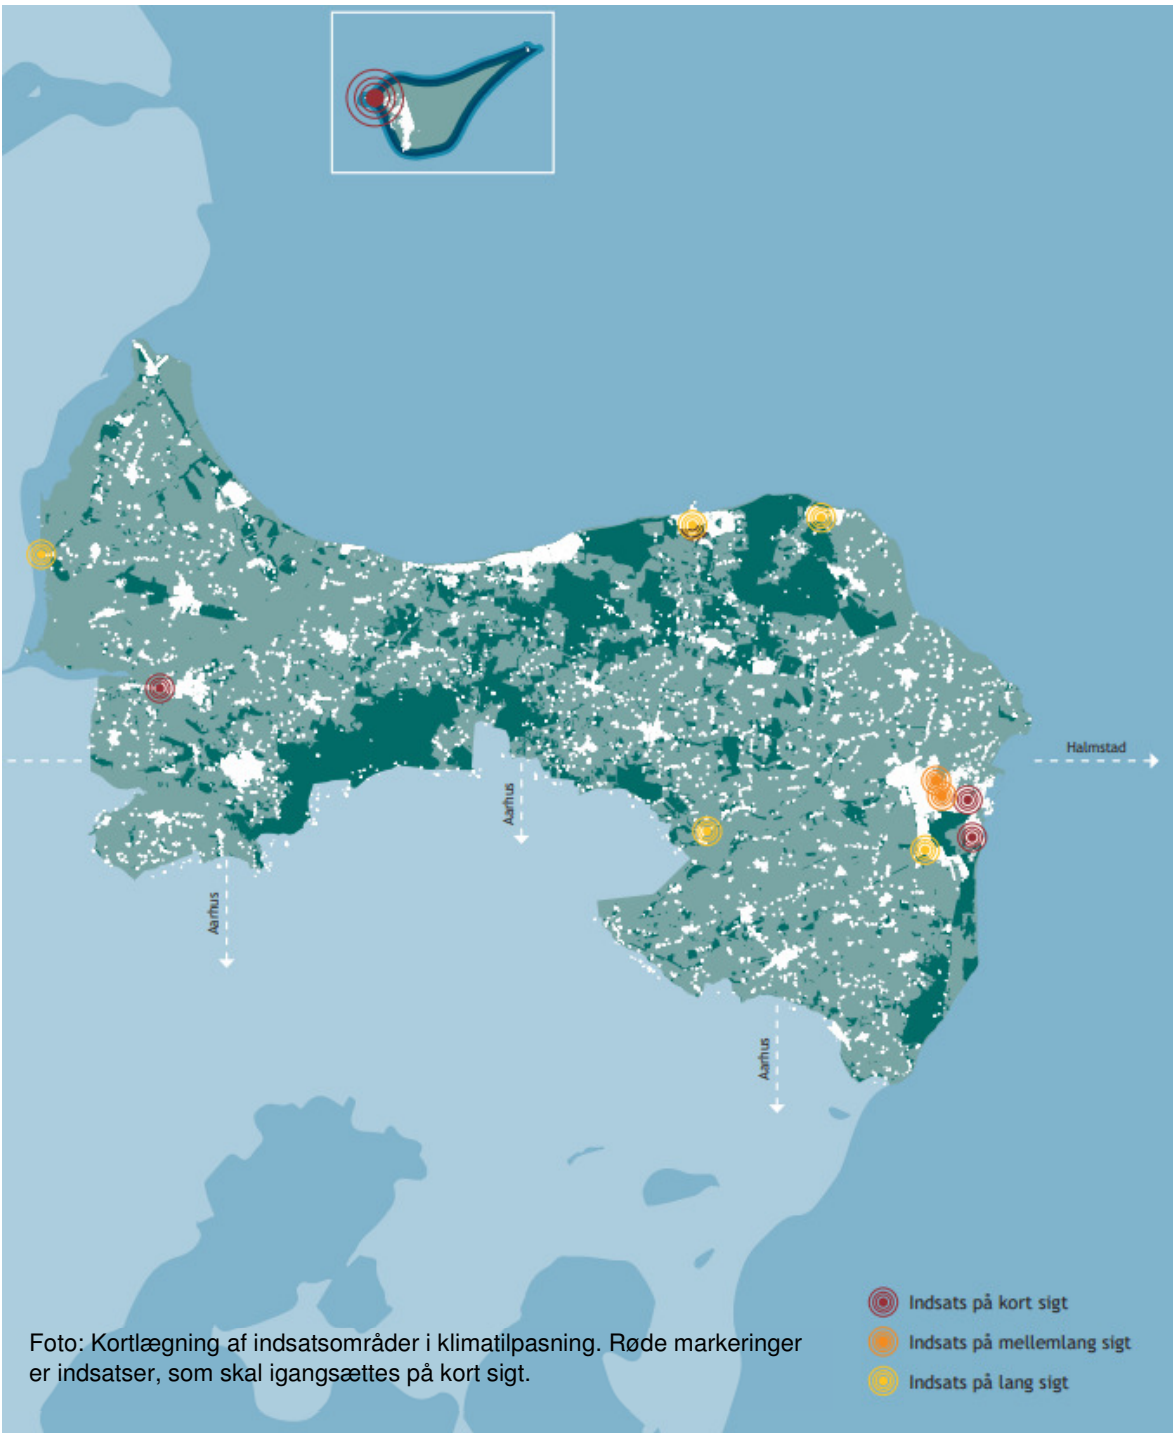 Halmstad
Aarhus
Aarhus
Aarhus
Indsats på kort sigt
Indsats på mellemlang sigt
Indsats på lang sigt
Foto: Kortlægning af indsatsområder i klimatilpasning. Røde markeringer
er indsatser, som skal igangsættes på kort sigt.